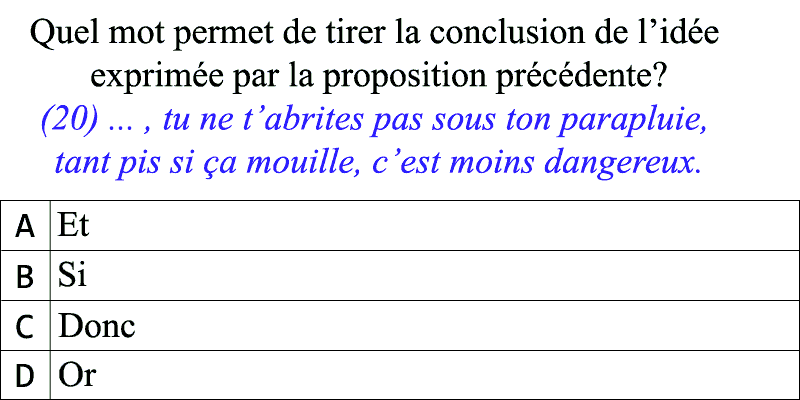 Quel mot permet de tirer la conclusion de l’idée
exprimée par la proposition précédente?
(20) ... , tu ne t’abrites pas sous ton parapluie,
tant pis si ça mouille, c’est moins dangereux.
A Et
B Si
C Donc
D Or